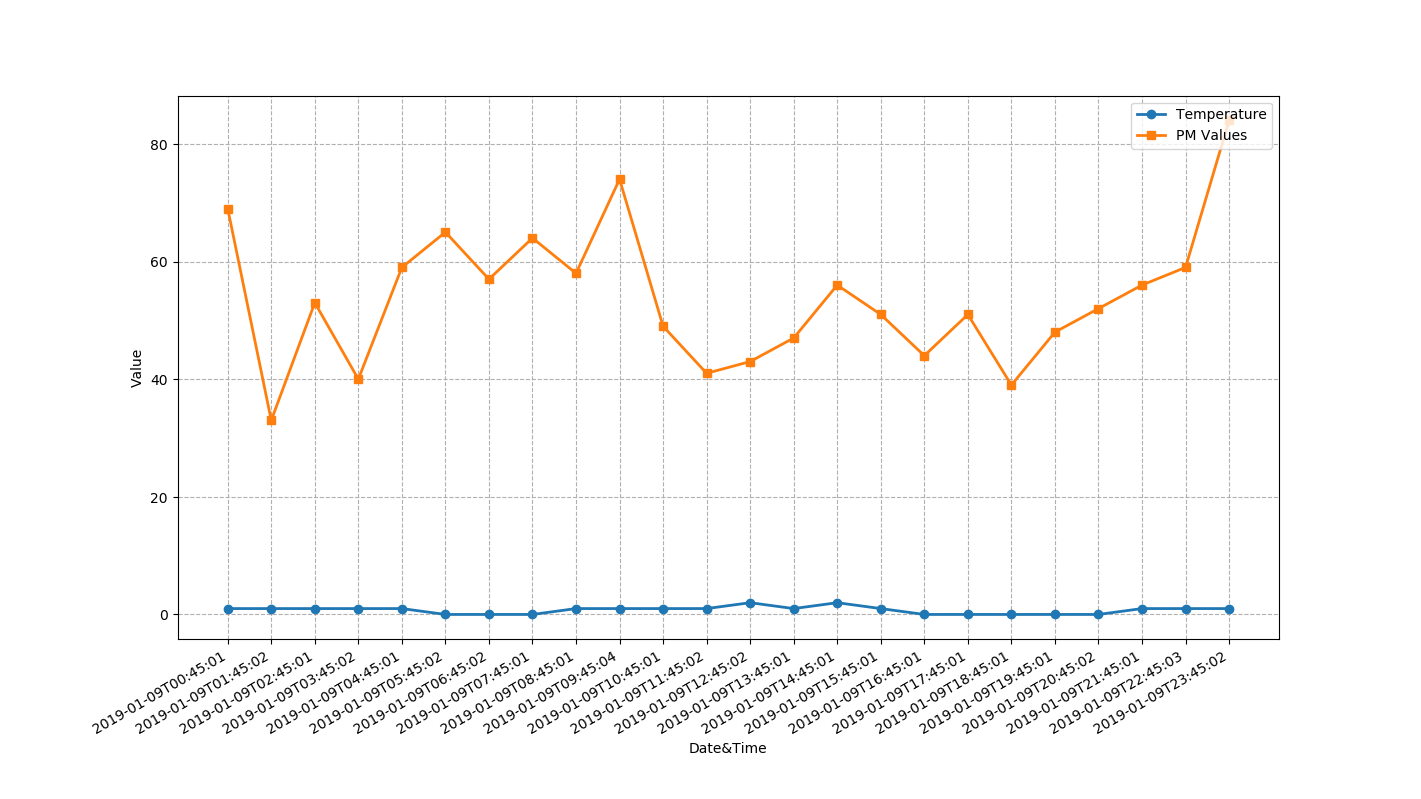 Temperature
PM Values
80
60
40
20
0
Value
2019-01-09T00:45:01
2019-01-09T01:45:02
2019-01-09T02:45:01
2019-01-09T03:45:02
2019-01-09T04:45:01
2019-01-09T05:45:02
2019-01-09T06:45:02
2019-01-09T07:45:01
2019-01-09T08:45:01
2019-01-09T09:45:04
2019-01-09T10:45:01
2019-01-09T11:45:02
2019-01-09T12:45:02
2019-01-09T13:45:01
2019-01-09T14:45:01
2019-01-09T15:45:01
2019-01-09T16:45:01
2019-01-09T17:45:01
2019-01-09T18:45:01
2019-01-09T19:45:01
2019-01-09T20:45:02
2019-01-09T21:45:01
2019-01-09T22:45:03
2019-01-09T23:45:02
Date&Time